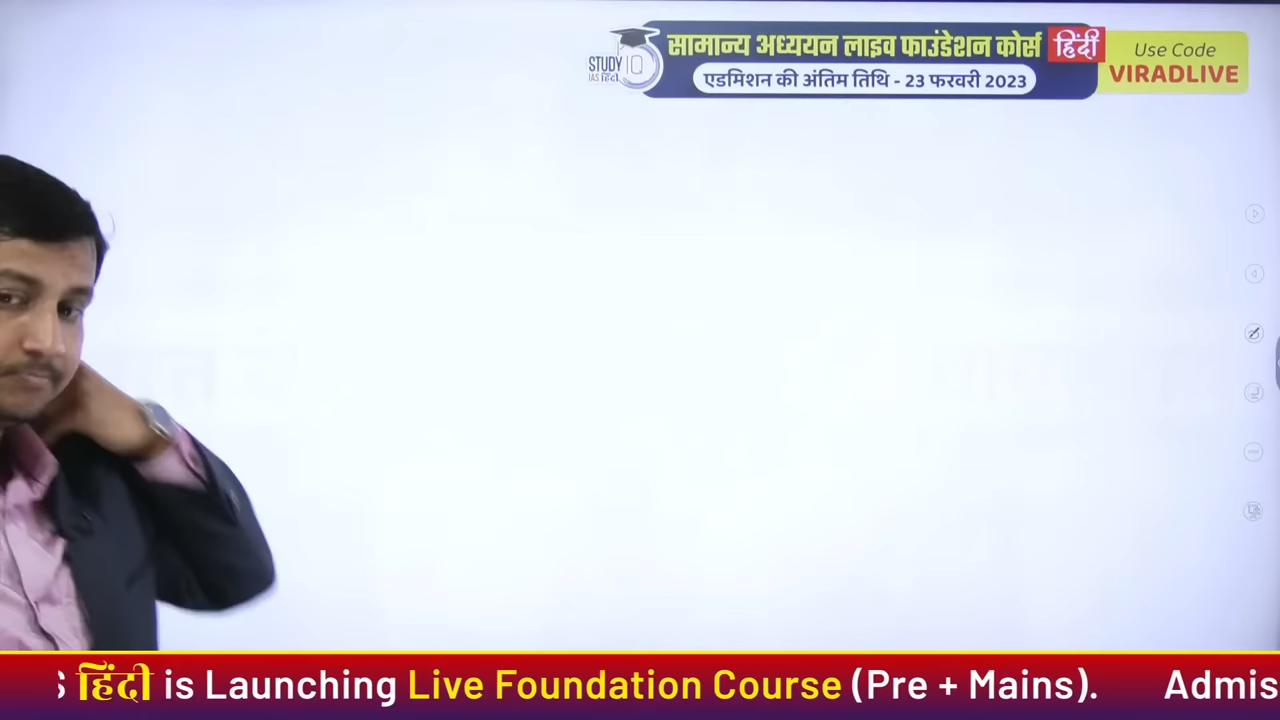 सामान्य अध्ययन लाइव फाउंडेशन कोर्स हिंदी
एडमिशन की अंतिम तिथि - 23 फरवरी 2023
STUDY IQ
IAS हिंदी
Use Code
VIRADLIVE
हिंदी is Launching Live Foundation Course (Pre + Mains). Admis